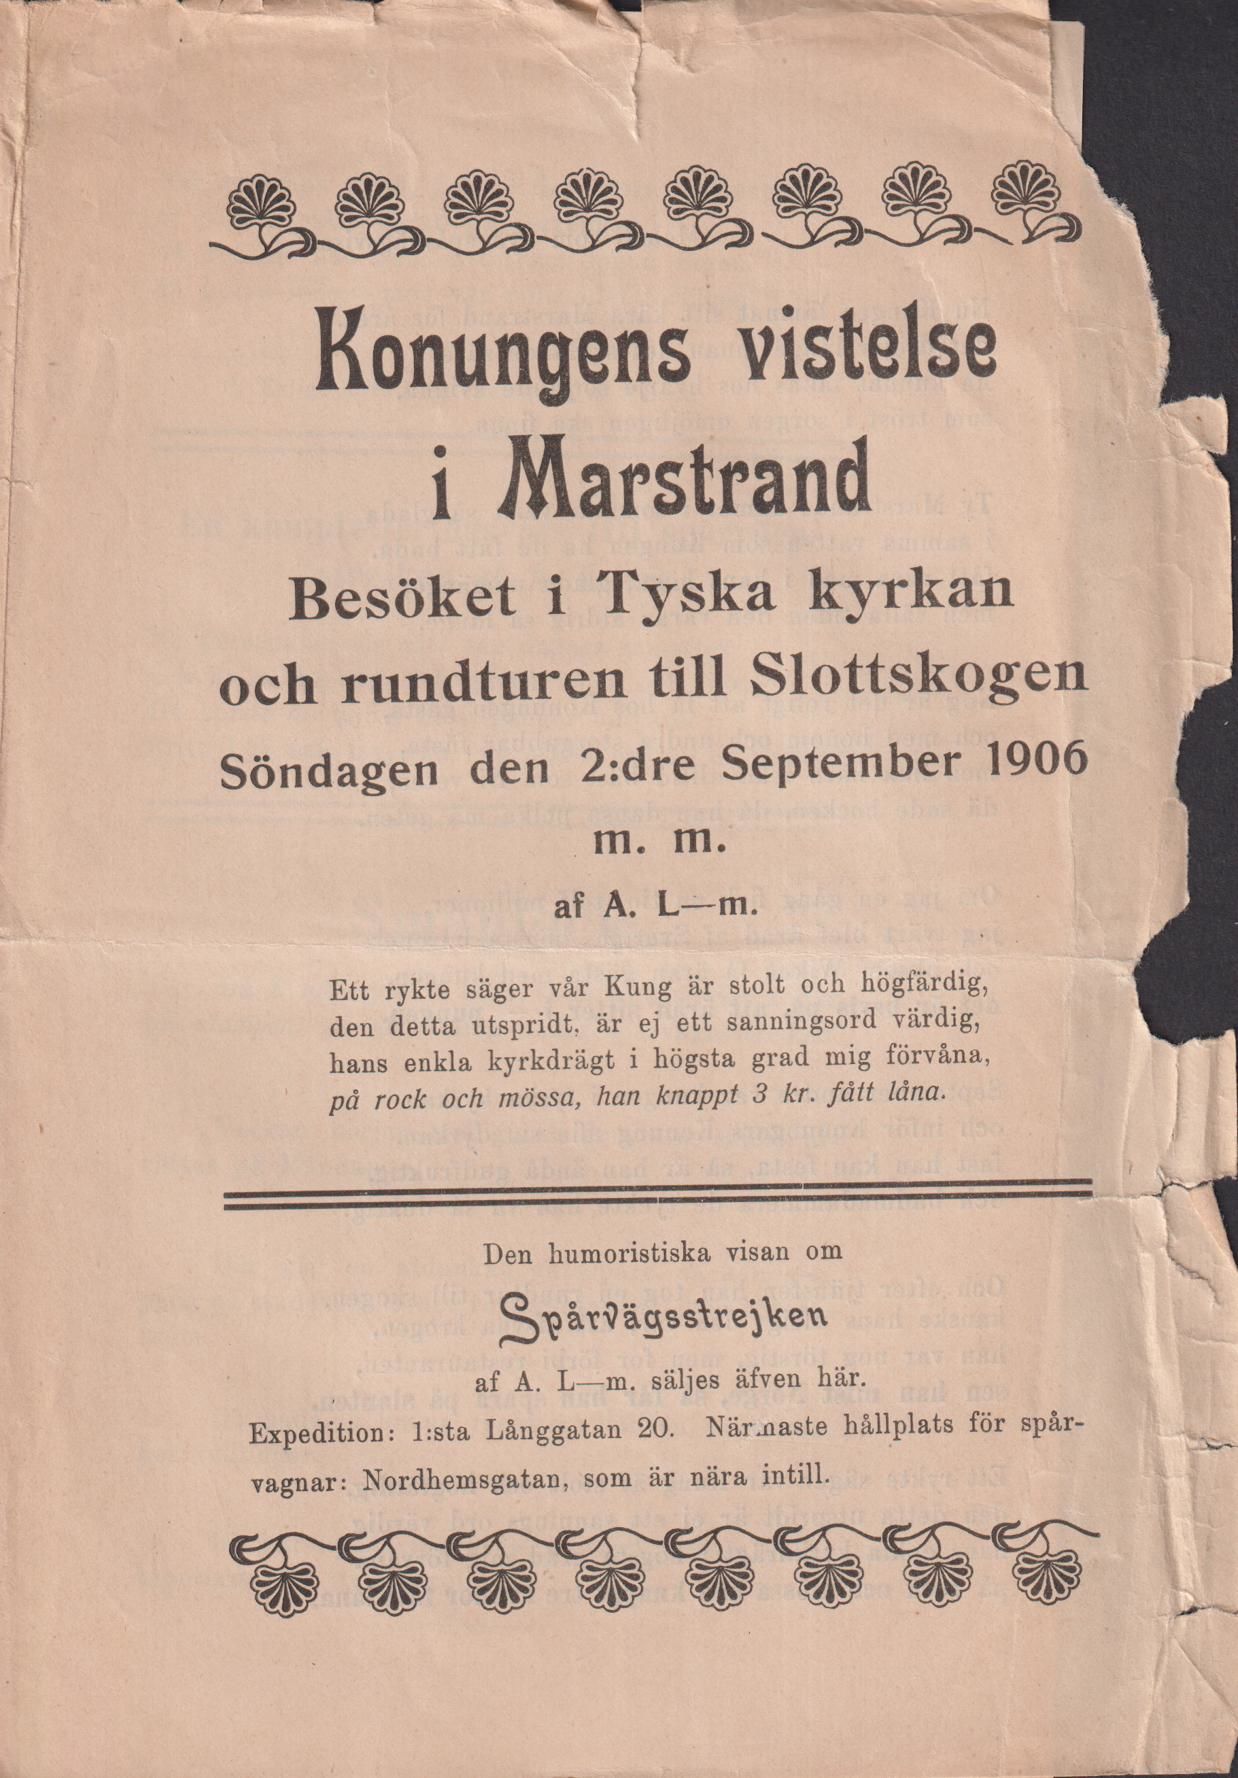 Konungens vistelse
i Marstrand
Besöket i Tyska kyrkan
och rundturen till Slottskogen
Söndagen den 2:dre September 1906
m. m.
af A. L—m.
Ett rykte säger vår Kung är stolt och högfärdig,
den detta utspridt, är ej ett sanningsord värdig,
hans enkla kyrkdrägt i högsta grad mig förvåna,
på rock och mössa, han knappt 3 kr. fått låna.
Den humoristiska visan om
Spårvägsstrejken
af A. L—m. säljes äfven här.
Expedition: 1:sta Långgatan 20. Närmaste hållplats för spår-
vagnar: Nordhemsgatan, som är nära intill.